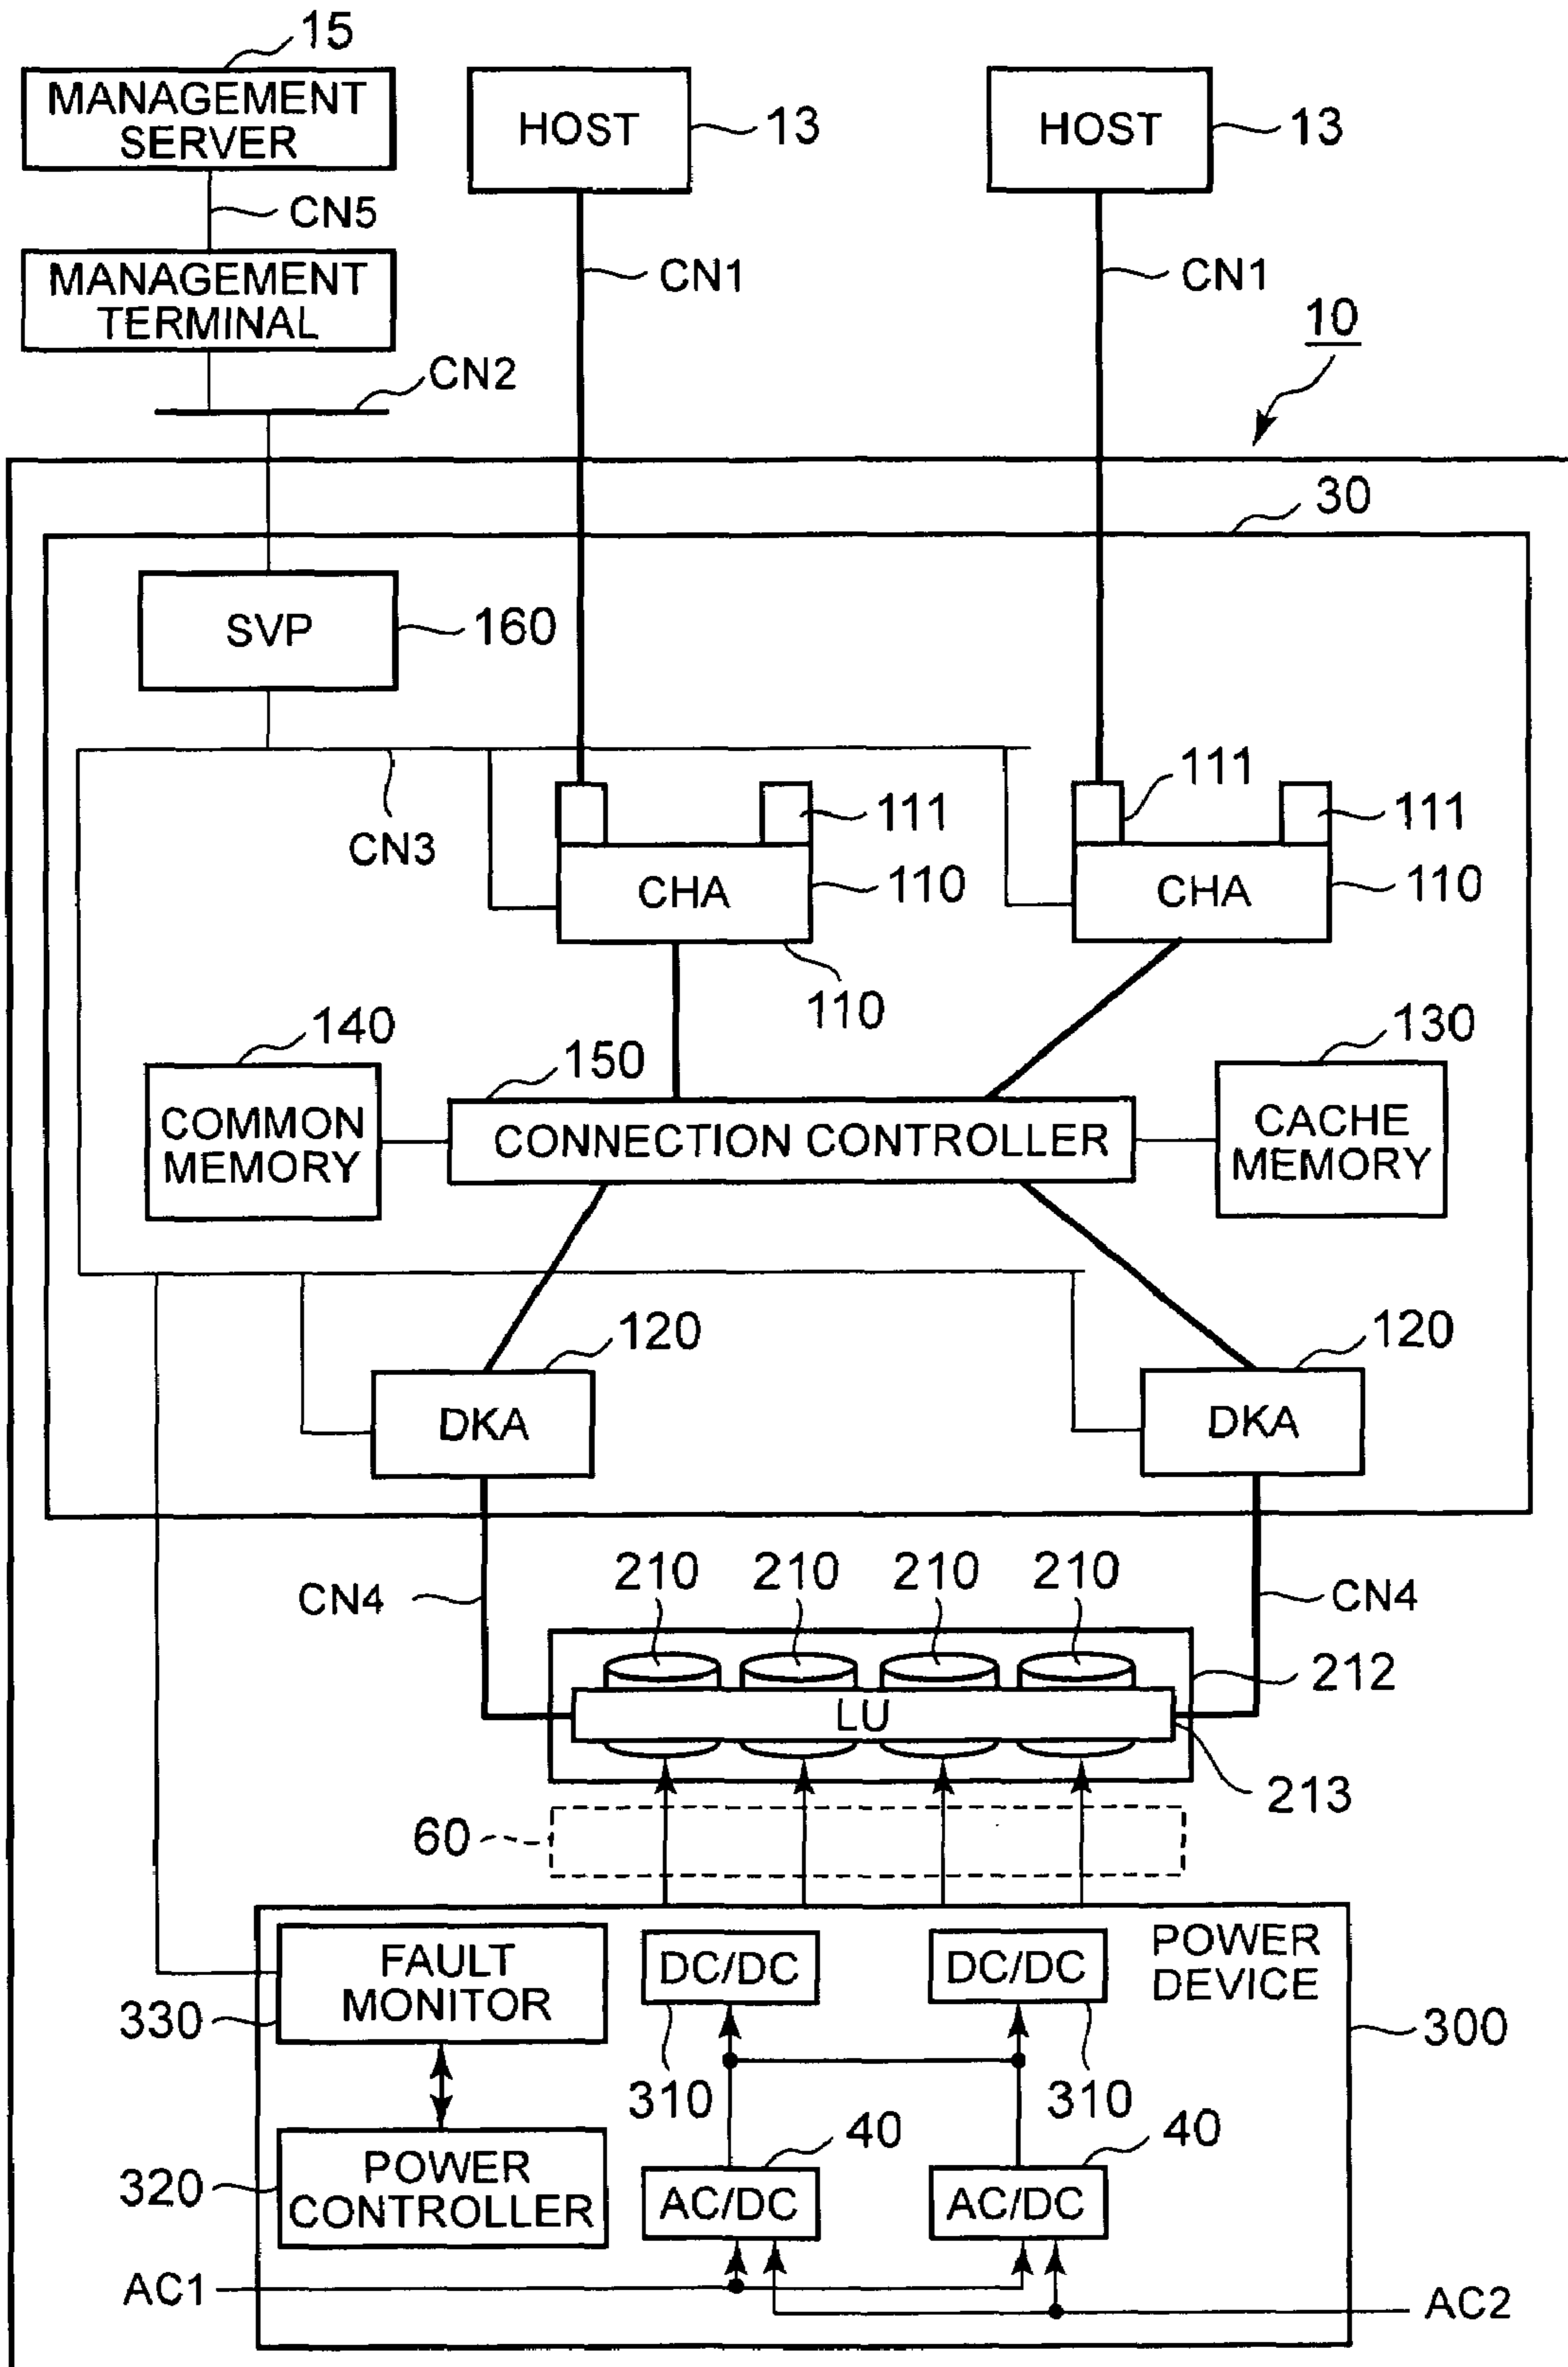 15
MANAGEMENT
SERVER
HOST
13
HOST
13
CN5
MANAGEMENT
TERMINAL
CN1
CN1
10
CN2
30
SVP
160
CN3
111
111
111
CHA
110
CHA
110
110
140
150
130
COMMON
MEMORY
CONNECTION CONTROLLER
CACHE
MEMORY
120
120
DKA
DKA
CN4
210
210
210
210
CN4
212
LU
213
60
FAULT
MONITOR
DC/DC
DC/DC
POWER
DEVICE
330
300
310
310
40
40
320
POWER
CONTROLLER
AC/DC
AC/DC
AC1
AC2